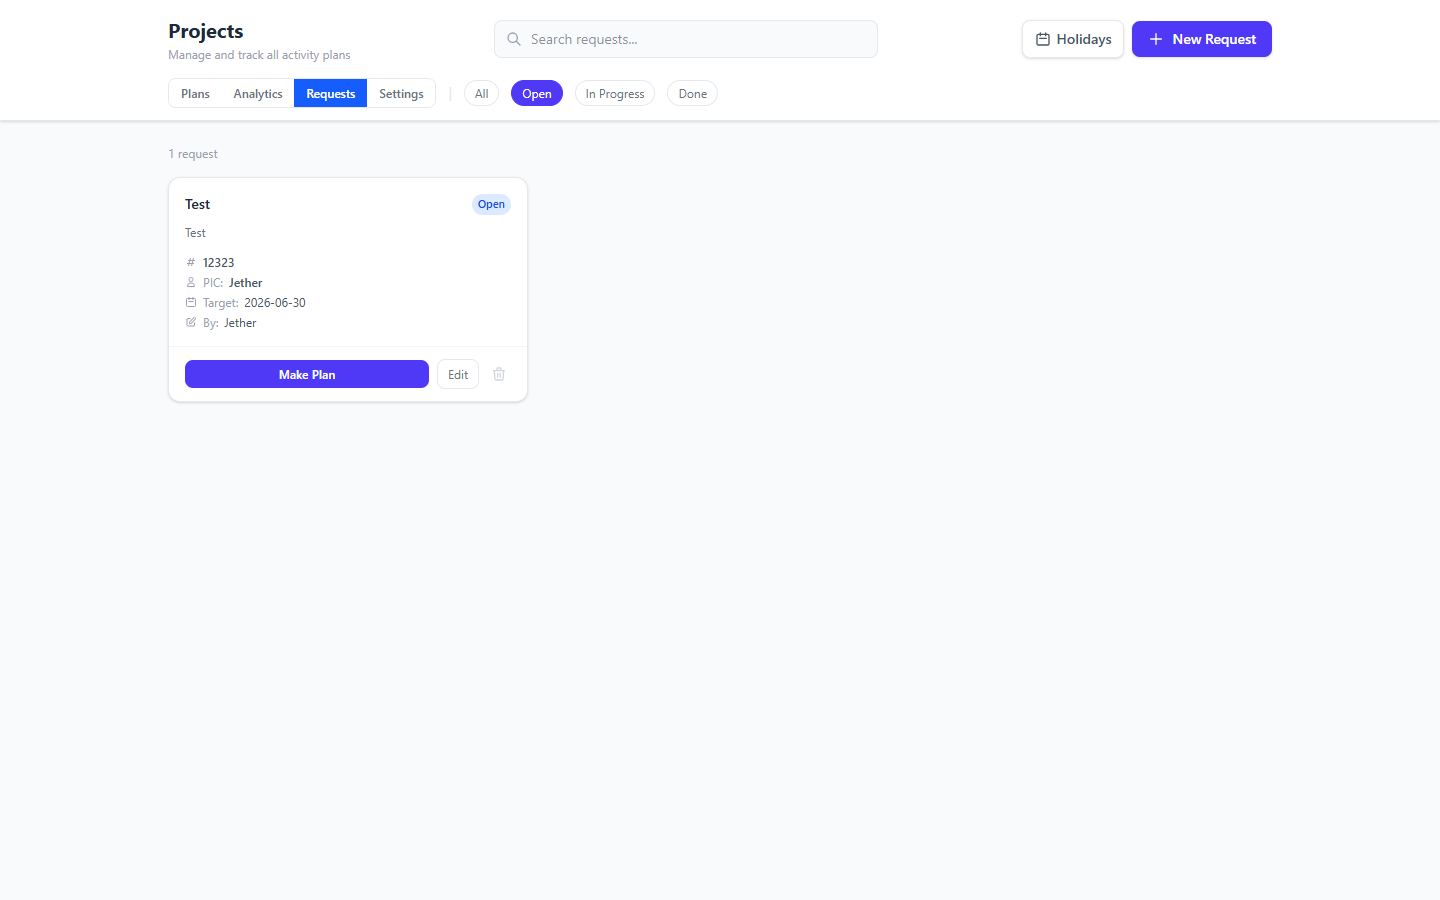 Projects
Manage and track all activity plans
Search requests...
Holidays
New Request
Plans Analytics Requests Settings | All Open In Progress Done
1 request
Test Open
Test
# 12323
PIC: Jether
Target: 2026-06-30
By: Jether
Make Plan Edit